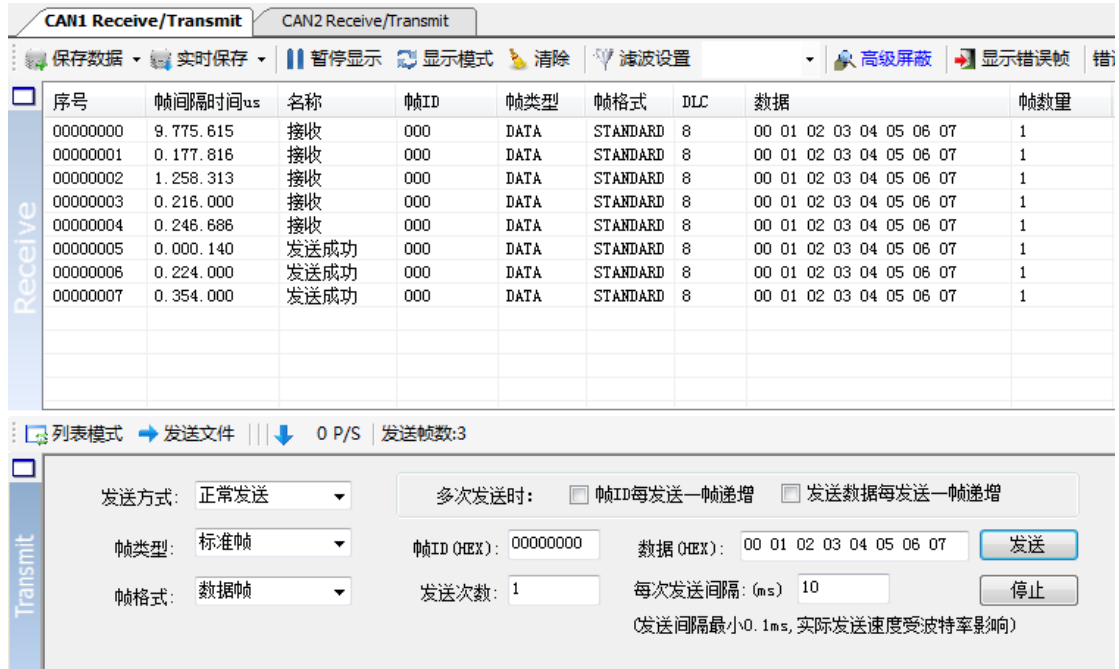 CAN1 Receive/Transmit CAN2 Receive/Transmit
保存数据 实时保存 暂停显示 显示模式 清除 滤波设置 高级屏蔽 显示错误帧
序号 帧间隔时间us 名称 帧ID 帧类型 帧格式 DLC 数据 帧数量
00000000 9.775.615 接收 000 DATA STANDARD 8 00 01 02 03 04 05 06 07 1
00000001 0.177.816 接收 000 DATA STANDARD 8 00 01 02 03 04 05 06 07 1
00000002 1.258.313 接收 000 DATA STANDARD 8 00 01 02 03 04 05 06 07 1
00000003 0.216.000 接收 000 DATA STANDARD 8 00 01 02 03 04 05 06 07 1
00000004 0.246.686 接收 000 DATA STANDARD 8 00 01 02 03 04 05 06 07 1
00000005 0.000.140 发送成功 000 DATA STANDARD 8 00 01 02 03 04 05 06 07 1
00000006 0.224.000 发送成功 000 DATA STANDARD 8 00 01 02 03 04 05 06 07 1
00000007 0.354.000 发送成功 000 DATA STANDARD 8 00 01 02 03 04 05 06 07 1
Receive
列表模式 发送文件 0 P/S 发送帧数:3
发送方式: 正常发送 多次发送时: 帧ID每发送一帧递增 发送数据每发送一帧递增
帧类型: 标准帧 帧ID(HEX): 00000000 数据(HEX): 00 01 02 03 04 05 06 07 发送
帧格式: 数据帧 发送次数: 1 每次发送间隔:(ms) 10 停止
(发送间隔最小0.1ms,实际发送速度受波特率影响)
Transmit